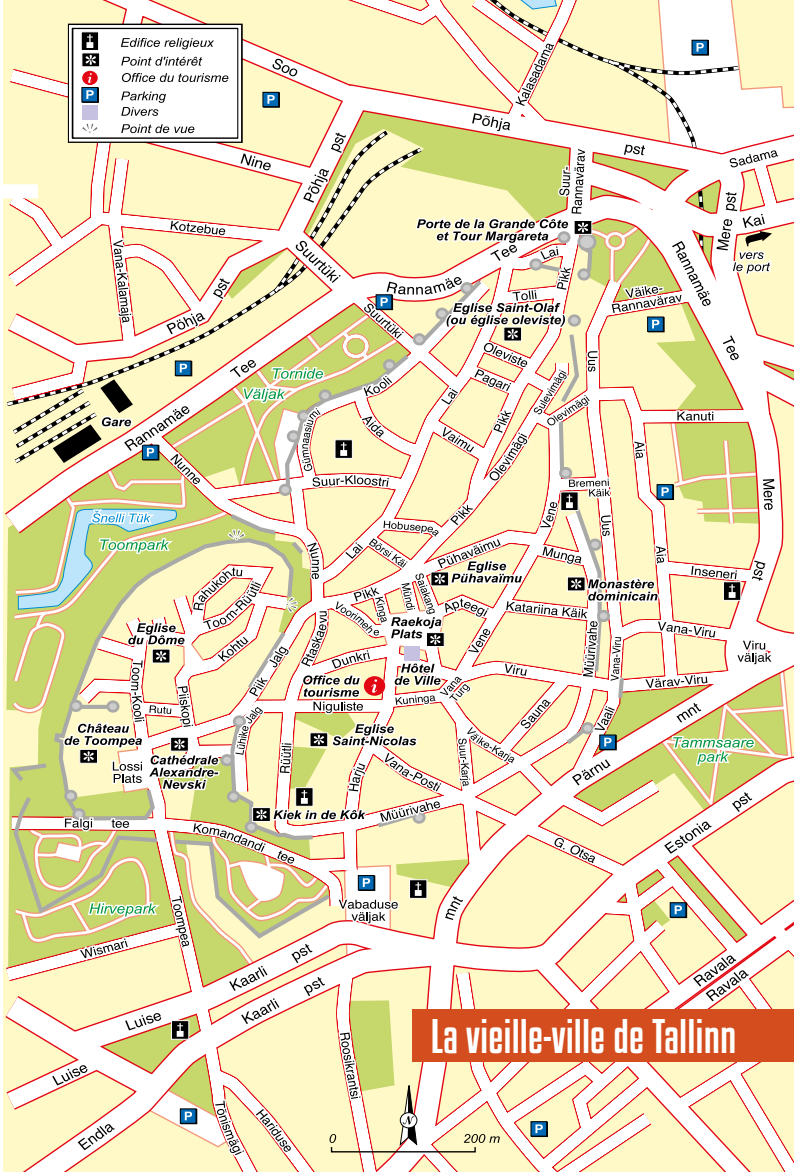 Edifice religieux
Point d'intérêt
i
Office du tourisme
P
Parking
Divers
Point de vue
Soo
P
Nine
Põhja pst
Kalasadama
P
Põhja pst
Sadama
Suur-
Rannavärav
Mere pst
Kai
vers
le port
Kotzebue
Vana-Kalamaja
Põhja pst
Suurtüki
Porte de la Grande Côte
et Tour Margareta
Tee
Lai
Pikk
Rannamäe
Rannamäe
Tee
P
Suurtüki
Tolli
Eglise Saint-Olaf
(ou église oleviste)
Väike-
Rannavärav
P
P
Tornide
Väljak
Tee
Rannamäe
Gare
P
Kooli
Oleviste
Pagari
Sulevimägi
Uus
Olevimägi
Kanuti
Lai
Pikk
Olevimägi
Gümnaasiumi
Aida
Vaimu
Aia
Nunne
Suur-Kloostri
Bremeni
Käik
P
Mere
pst
Šnelli Tiik
Toompark
Hobusepea
Pikk
Vene
Uus
Nunne
Lai
Börsi Käi
Pühavaimu
Munga
Aia
Inseneri
Rahukohtu
Toom-Rüütli
Eglise
Pühavaïmu
Monastère
dominicain
Pikk
Kinga
Mündi
Saiakang
Apteegi
Katariina Käik
Voorimehe
Raekoja
Plats
Vene
Eglise
du Dôme
Kohtu
Pikk Jalg
Rtaskaevu
Dunkri
Hôtel
de Ville
Müürivahe
Vana-Viru
Vana-Viru
Viru
väljak
Toom-Kooli
Piiskopi
Office du
tourisme
i
Viru
Värav-Viru
Rutu
Niguliste
Kuninga
Vana
Turg
Sauna
Vaali
mnt
Château
de Toompea
Lühike Jalg
Rüütli
Eglise
Saint-Nicolas
Väike-Karja
Suur-Karja
P
Pärnu
Tammsaare
park
Lossi
Plats
Cathédrale
Alexandre-
Nevski
Harju
Vana-Posti
Kiek in de Kôk
Müürivahe
Falgi tee
Komandandi tee
G. Otsa
Estonia pst
P
Vabaduse
väljak
mnt
Hirvepark
Toompea
P
Wismari
Kaarli pst
Kaarli pst
Ravala
Ravala
Luise
Luise
Roosikrantsi
La vieille-ville de Tallinn
Endla
P
Tõnismägi
Hariduse
N
0
200 m
P